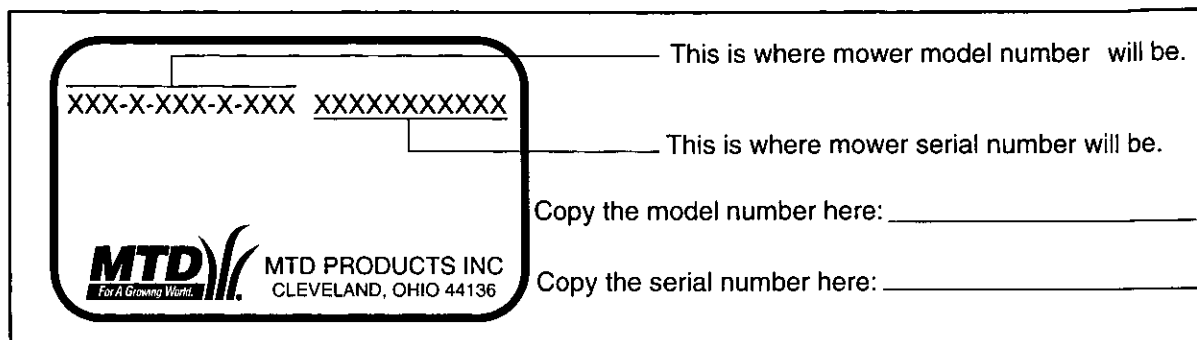 This is where mower model number will be.
XXX-X-XXX-X-XXX XXXXXXXXXXX
This is where mower serial number will be.
Copy the model number here:
MTD
For A Growing World.
MTD PRODUCTS INC
CLEVELAND, OHIO 44136
Copy the serial number here: